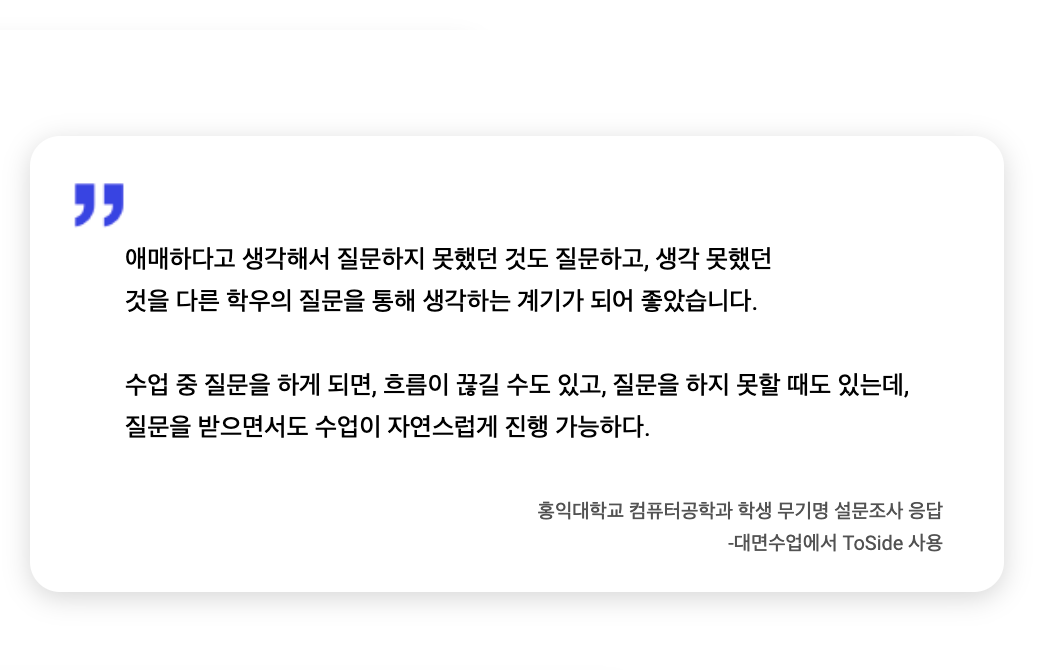 ”
애매하다고 생각해서 질문하지 못했던 것도 질문하고, 생각 못했던
것을 다른 학우의 질문을 통해 생각하는 계기가 되어 좋았습니다.
수업 중 질문을 하게 되면, 흐름이 끊길 수도 있고, 질문을 하지 못할 때도 있는데,
질문을 받으면서도 수업이 자연스럽게 진행 가능하다.
홍익대학교 컴퓨터공학과 학생 무기명 설문조사 응답
-대면수업에서 ToSide 사용